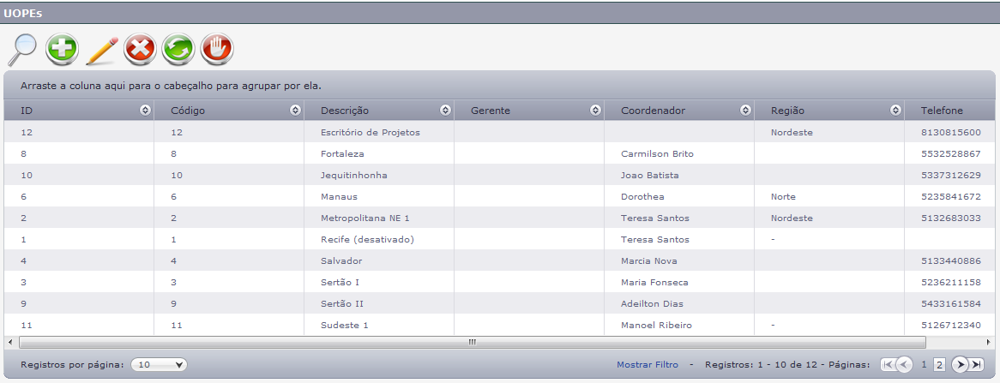 UOPEs
Arraste a coluna aqui para o cabeçalho para agrupar por ela.
ID Código Descrição Gerente Coordenador Região Telefone
12 12 Escritório de Projetos Nordeste 8130815600
8 8 Fortaleza Carmilson Brito 5532528867
10 10 Jequitinhonha Joao Batista 5337312629
6 6 Manaus Dorothea Norte 5235841672
2 2 Metropolitana NE 1 Teresa Santos Nordeste 5132683033
1 1 Recife (desativado) Teresa Santos -
4 4 Salvador Marcia Nova 5133440886
3 3 Sertão I Maria Fonseca 5236211158
9 9 Sertão II Adeilton Dias 5433161584
11 11 Sudeste 1 Manoel Ribeiro - 5126712340
Registros por página: 10 Mostrar Filtro - Registros: 1 - 10 de 12 - Páginas: 1 2